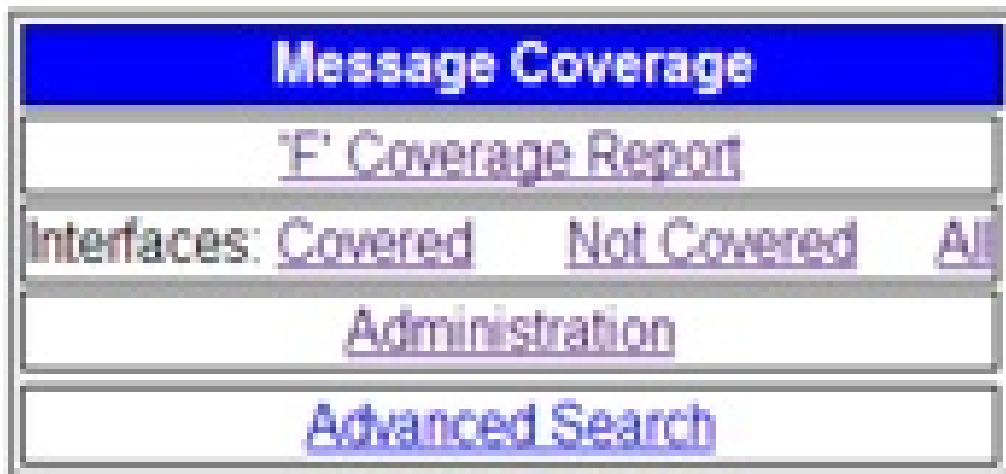 Message Coverage
'F' Coverage Report
Interfaces: Covered Not Covered All
Administration
Advanced Search